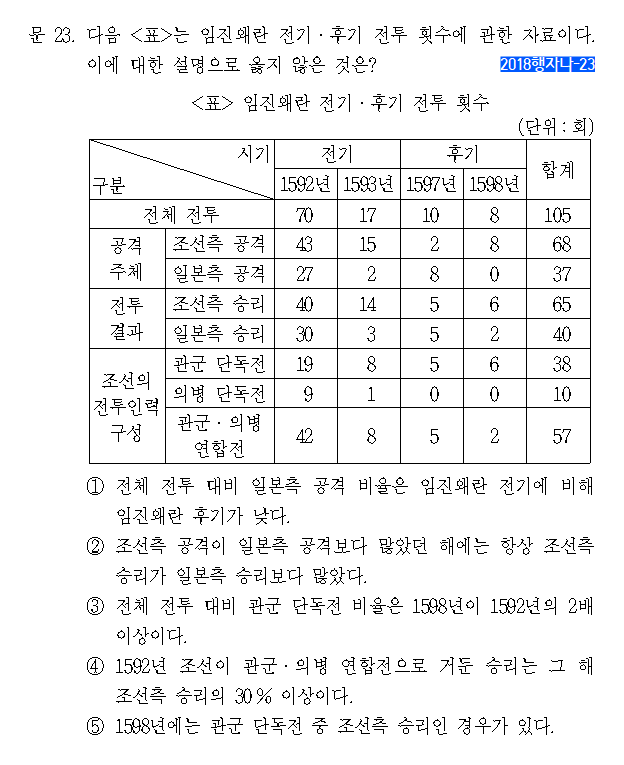 문 23. 다음 <표>는 임진왜란 전기·후기 전투 횟수에 관한 자료이다.
이에 대한 설명으로 옳지 않은 것은?
2018행자나-23
<표> 임진왜란 전기·후기 전투 횟수
(단위 : 회)
시기 전기 후기 합계
구분 1592년 1593년 1597년 1598년
전체 전투 70 17 10 8 105
공격 주체 조선측 공격 43 15 2 8 68
일본측 공격 27 2 8 0 37
전투 결과 조선측 승리 40 14 5 6 65
일본측 승리 30 3 5 2 40
조선의 전투인력 구성 관군 단독전 19 8 5 6 38
의병 단독전 9 1 0 0 10
관군·의병 연합전 42 8 5 2 57
① 전체 전투 대비 일본측 공격 비율은 임진왜란 전기에 비해
임진왜란 후기가 낮다.
② 조선측 공격이 일본측 공격보다 많았던 해에는 항상 조선측
승리가 일본측 승리보다 많았다.
③ 전체 전투 대비 관군 단독전 비율은 1598년이 1592년의 2배
이상이다.
④ 1592년 조선이 관군·의병 연합전으로 거둔 승리는 그 해
조선측 승리의 30% 이상이다.
⑤ 1598년에는 관군 단독전 중 조선측 승리인 경우가 있다.